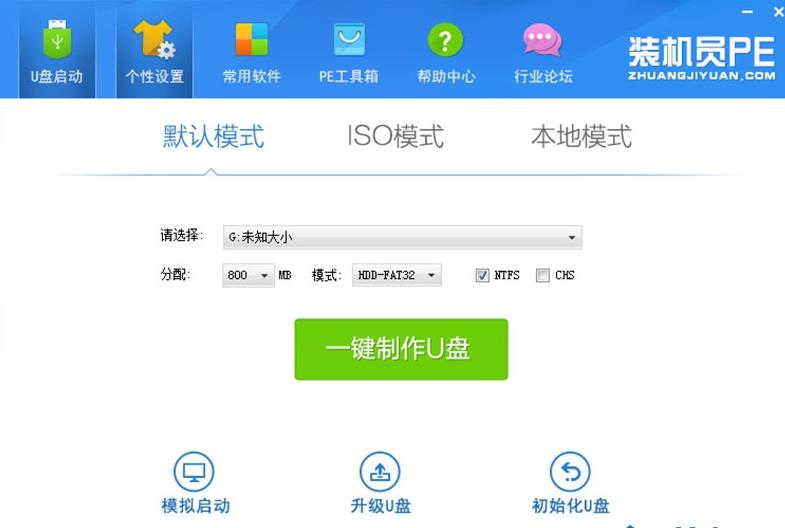 U盘启动
个性设置
常用软件
PE工具箱
帮助中心
行业论坛
装机员PE
ZHUANGJIYUAN.COM
默认模式
ISO模式
本地模式
请选择:
G:未知大小
分配:
800
MB
模式:
HDD-FAT32
NTFS
CHS
一键制作U盘
模拟启动
升级U盘
初始化U盘